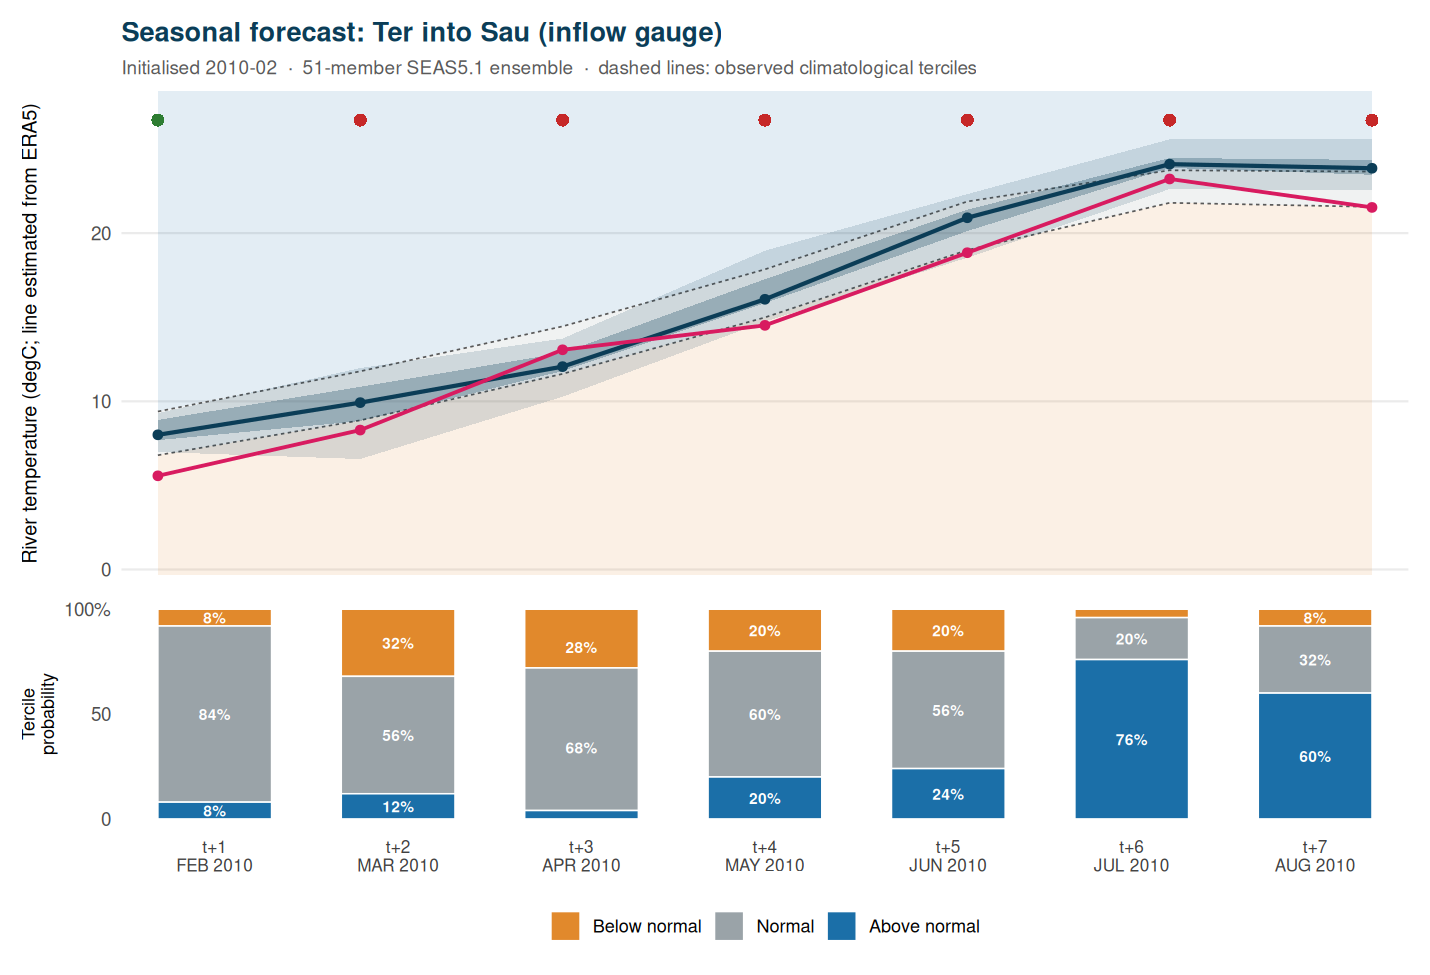 Seasonal forecast: Ter into Sau (inflow gauge)
Initialised 2010-02 · 51-member SEAS5.1 ensemble · dashed lines: observed climatological terciles
River temperature (degC; line estimated from ERA5)
20
10
0
Tercile
probability
100%
50
0
8%
84%
8%
32%
56%
12%
28%
68%
20%
60%
20%
20%
56%
24%
20%
76%
8%
32%
60%
t+1
FEB 2010
t+2
MAR 2010
t+3
APR 2010
t+4
MAY 2010
t+5
JUN 2010
t+6
JUL 2010
t+7
AUG 2010
Below normal
Normal
Above normal